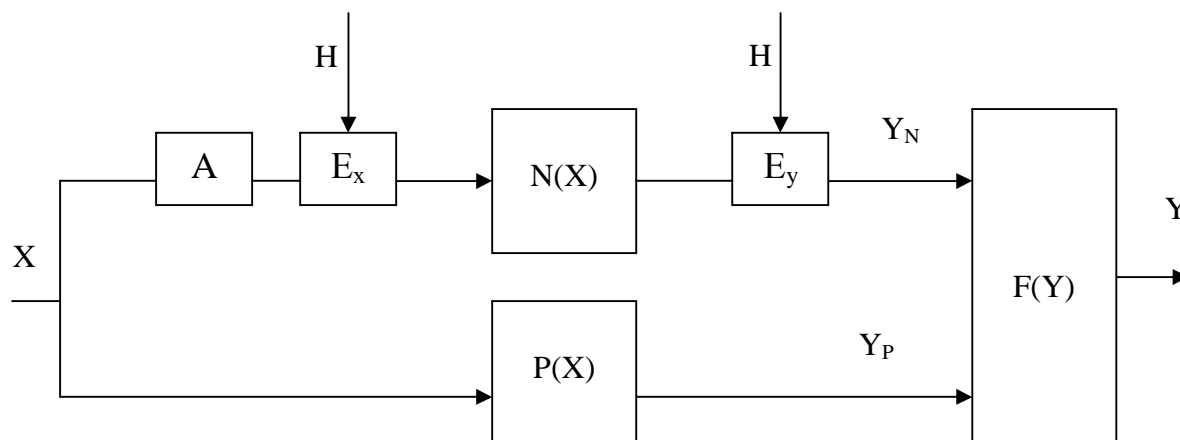 H
H
A
E_x
N(X)
E_y
Y_N
X
Y
F(Y)
P(X)
Y_P